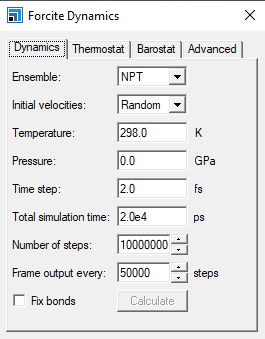 Forcite Dynamics
Dynamics Thermostat Barostat Advanced
Ensemble: NPT
Initial velocities: Random
Temperature: 298.0 K
Pressure: 0.0 GPa
Time step: 2.0 fs
Total simulation time: 2.0e4 ps
Number of steps: 10000000
Frame output every: 50000 steps
Fix bonds Calculate